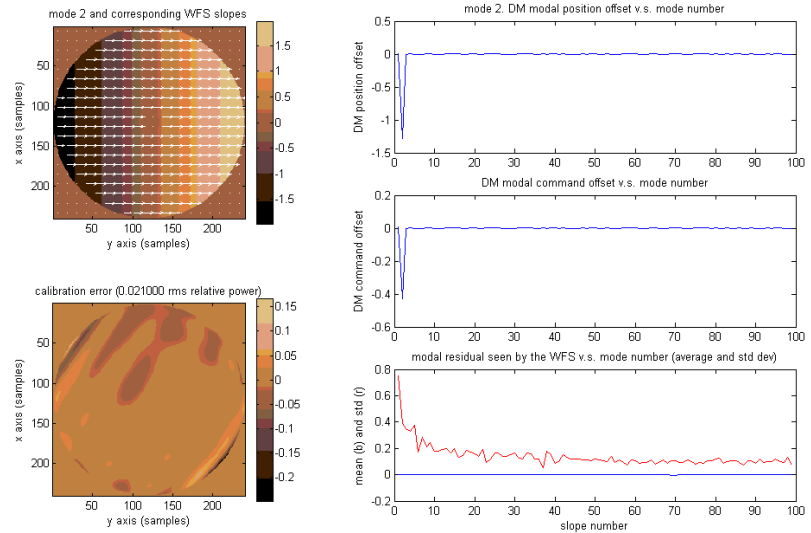 mode 2 and corresponding WFS slopes
50
100
150
200
x axis (samples)
50 100 150 200
y axis (samples)
1.5
1
0.5
0
-0.5
-1
-1.5
calibration error (0.021000 rms relative power)
50
100
150
200
x axis (samples)
50 100 150 200
y axis (samples)
0.15
0.1
0.05
0
-0.05
-0.1
-0.15
-0.2
mode 2. DM modal position offset v.s. mode number
DM position offset
0.5
0
-0.5
-1
-1.5
0 10 20 30 40 50 60 70 80 90 100
DM modal command offset v.s. mode number
DM command offset
0.2
0
-0.2
-0.4
0.6
0 10 20 30 40 50 60 70 80 90 100
modal residual seen by the WFS v.s. mode number (average and std dev)
mean (b) and std (r)
0.8
0.6
0.4
0.2
0
0.2
0 10 20 30 40 50 60 70 80 90 100
slope number